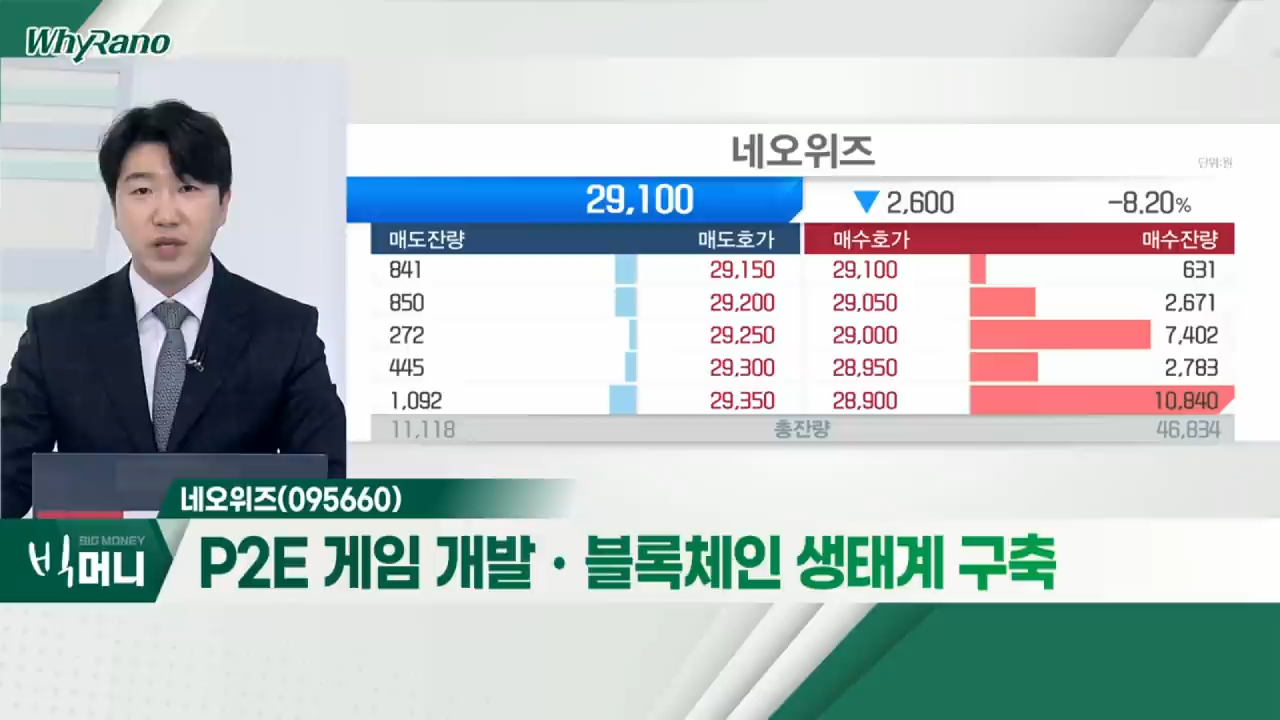 WhyRano
네오위즈
단위:원
29,100 ▼2,600 -8.20%
매도잔량 매도호가 매수호가 매수잔량
841 29,150 29,100 631
850 29,200 29,050 2,671
272 29,250 29,000 7,402
445 29,300 28,950 2,783
1,092 29,350 28,900 10,840
11,118 총잔량 46,834
네오위즈(095660)
BIG MONEY
빅머니
P2E 게임 개발·블록체인 생태계 구축